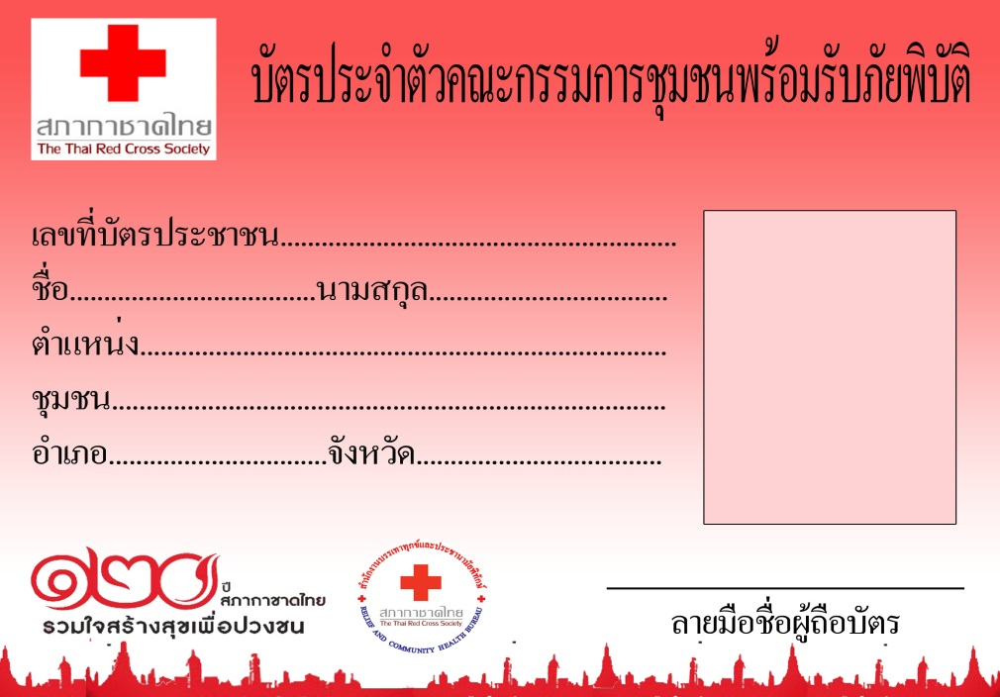 สภากาชาดไทย
The Thai Red Cross Society
บัตรประจำตัวคณะกรรมการชุมชนพร้อมรับภัยพิบัติ
เลขที่บัตรประชาชน..........................................................
ชื่อ....................................นามสกุล...................................
ตำแหน่ง.............................................................................
ชุมชน.................................................................................
อำเภอ................................จังหวัด....................................
๑๒๐ ปี
สภากาชาดไทย
รวมใจสร้างสุขเพื่อปวงชน
สำนักงานบรรเทาทุกข์และประชานามัยพิทักษ์
สภากาชาดไทย
The Thai Red Cross Society
RELIEF AND COMMUNITY HEALTH BUREAU
ลายมือชื่อผู้ถือบัตร